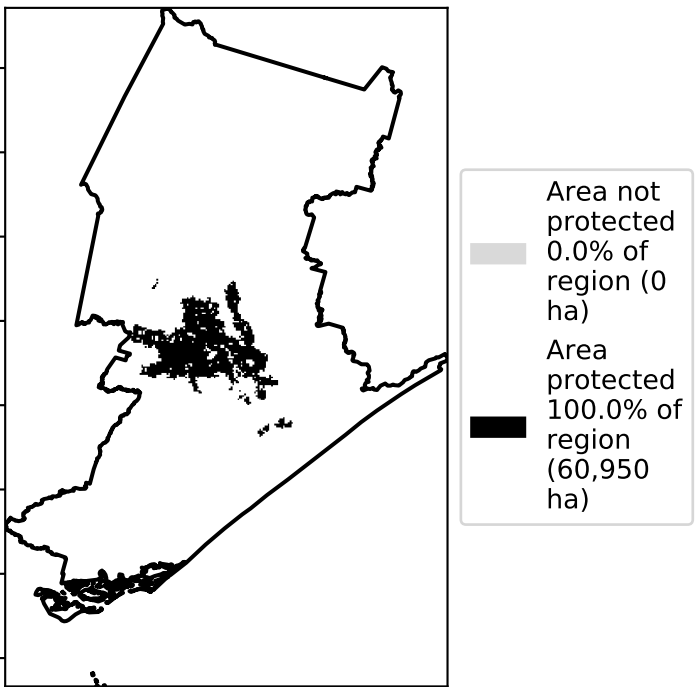 Area not
protected
0.0% of
region (0
ha)
Area
protected
100.0% of
region
(60,950
ha)